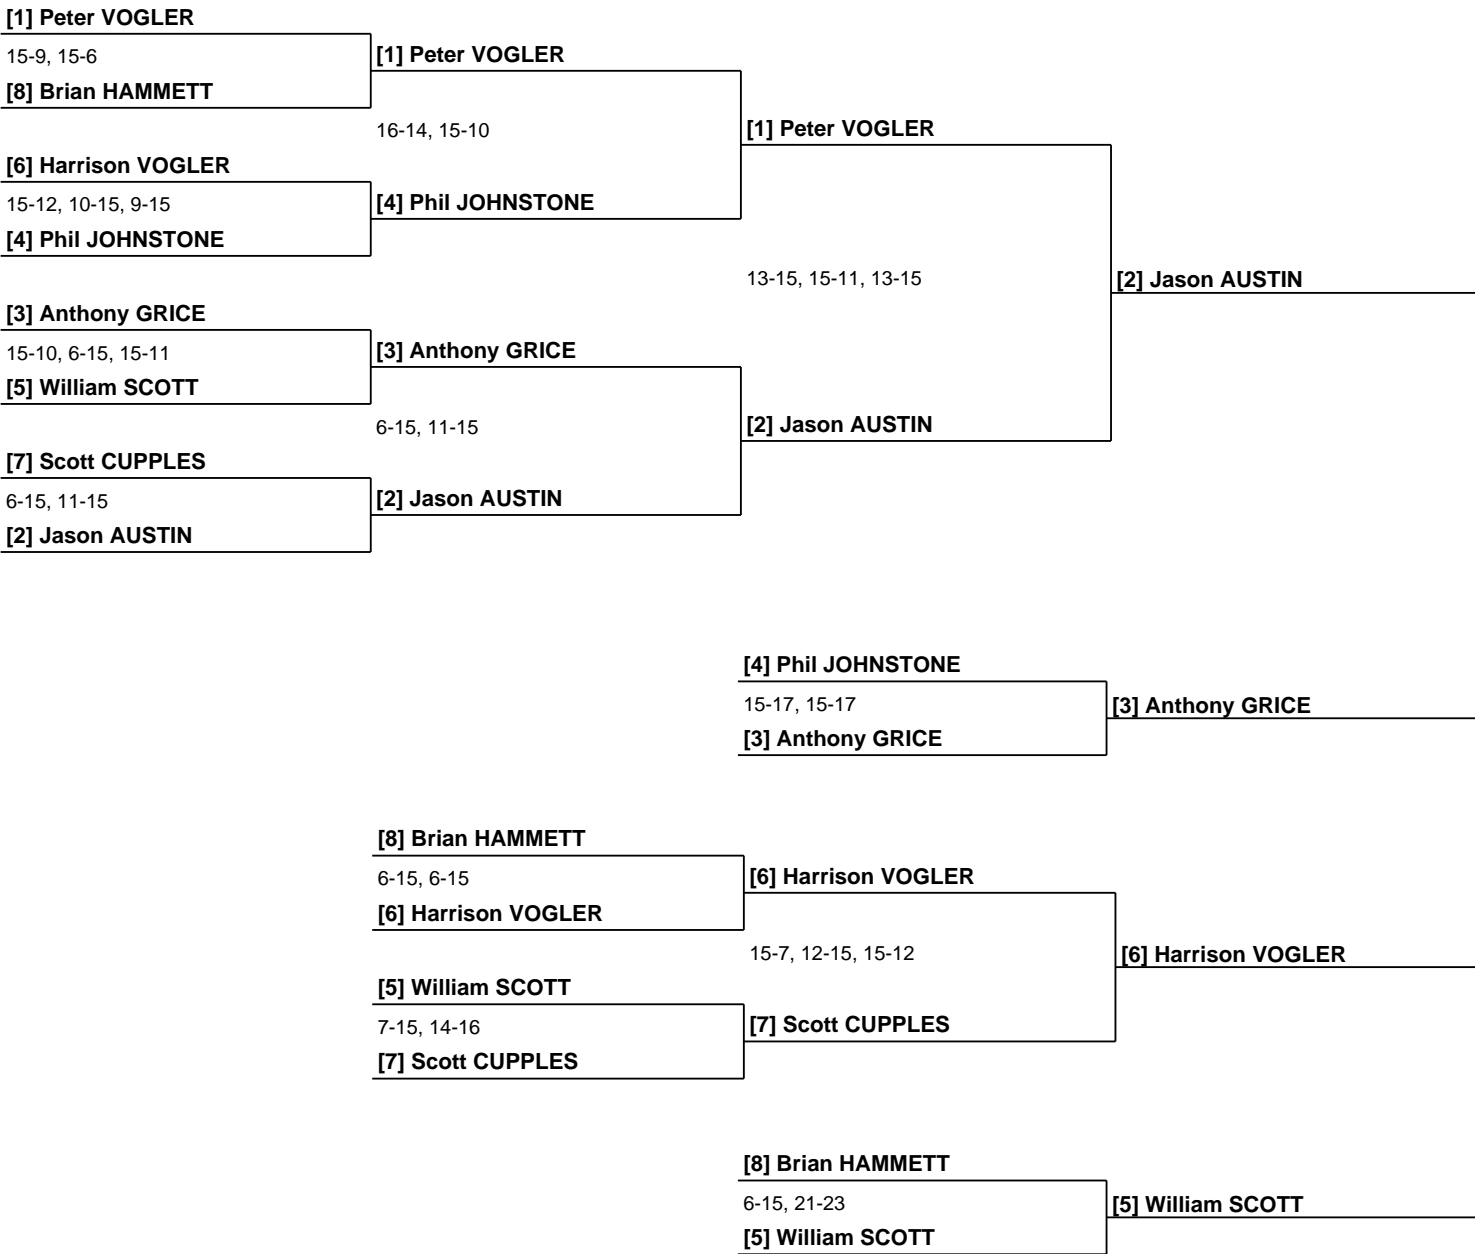 [1] Peter VOGLER
15-9, 15-6
[1] Peter VOGLER
[8] Brian HAMMETT
16-14, 15-10
[1] Peter VOGLER
[6] Harrison VOGLER
15-12, 10-15, 9-15
[4] Phil JOHNSTONE
[4] Phil JOHNSTONE
13-15, 15-11, 13-15
[2] Jason AUSTIN
[3] Anthony GRICE
15-10, 6-15, 15-11
[3] Anthony GRICE
[5] William SCOTT
6-15, 11-15
[2] Jason AUSTIN
[7] Scott CUPPLES
6-15, 11-15
[2] Jason AUSTIN
[2] Jason AUSTIN
[4] Phil JOHNSTONE
15-17, 15-17
[3] Anthony GRICE
[3] Anthony GRICE
[8] Brian HAMMETT
6-15, 6-15
[6] Harrison VOGLER
[6] Harrison VOGLER
15-7, 12-15, 15-12
[6] Harrison VOGLER
[5] William SCOTT
7-15, 14-16
[7] Scott CUPPLES
[7] Scott CUPPLES
[8] Brian HAMMETT
6-15, 21-23
[5] William SCOTT
[5] William SCOTT